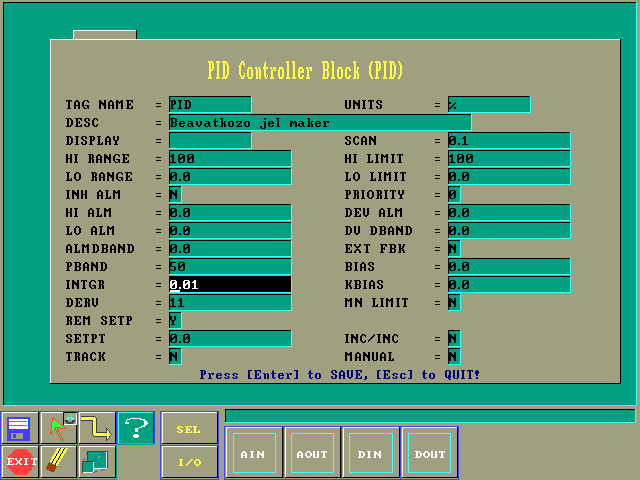 PID Controller Block (PID)
TAG NAME = PID UNITS = %
DESC = Beavatkozo jel maker
DISPLAY = SCAN = 0.1
HI RANGE = 100 HI LIMIT = 100
LO RANGE = 0.0 LO LIMIT = 0.0
INH ALM = N PRIORITY = 0
HI ALM = 0.0 DEV ALM = 0.0
LO ALM = 0.0 DV DBAND = 0.0
ALMDBAND = 0.0 EXT FBK = N
PBAND = 50 BIAS = 0.0
INTGR = 0.01 KBIAS = 0.0
DERV = 11 MN LIMIT = N
REM SETP = Y
SETPT = 0.0 INC/INC = N
TRACK = N MANUAL = N
Press [Enter] to SAVE, [Esc] to QUIT!
? SEL
EXIT I/O AIN AOUT DIN DOUT